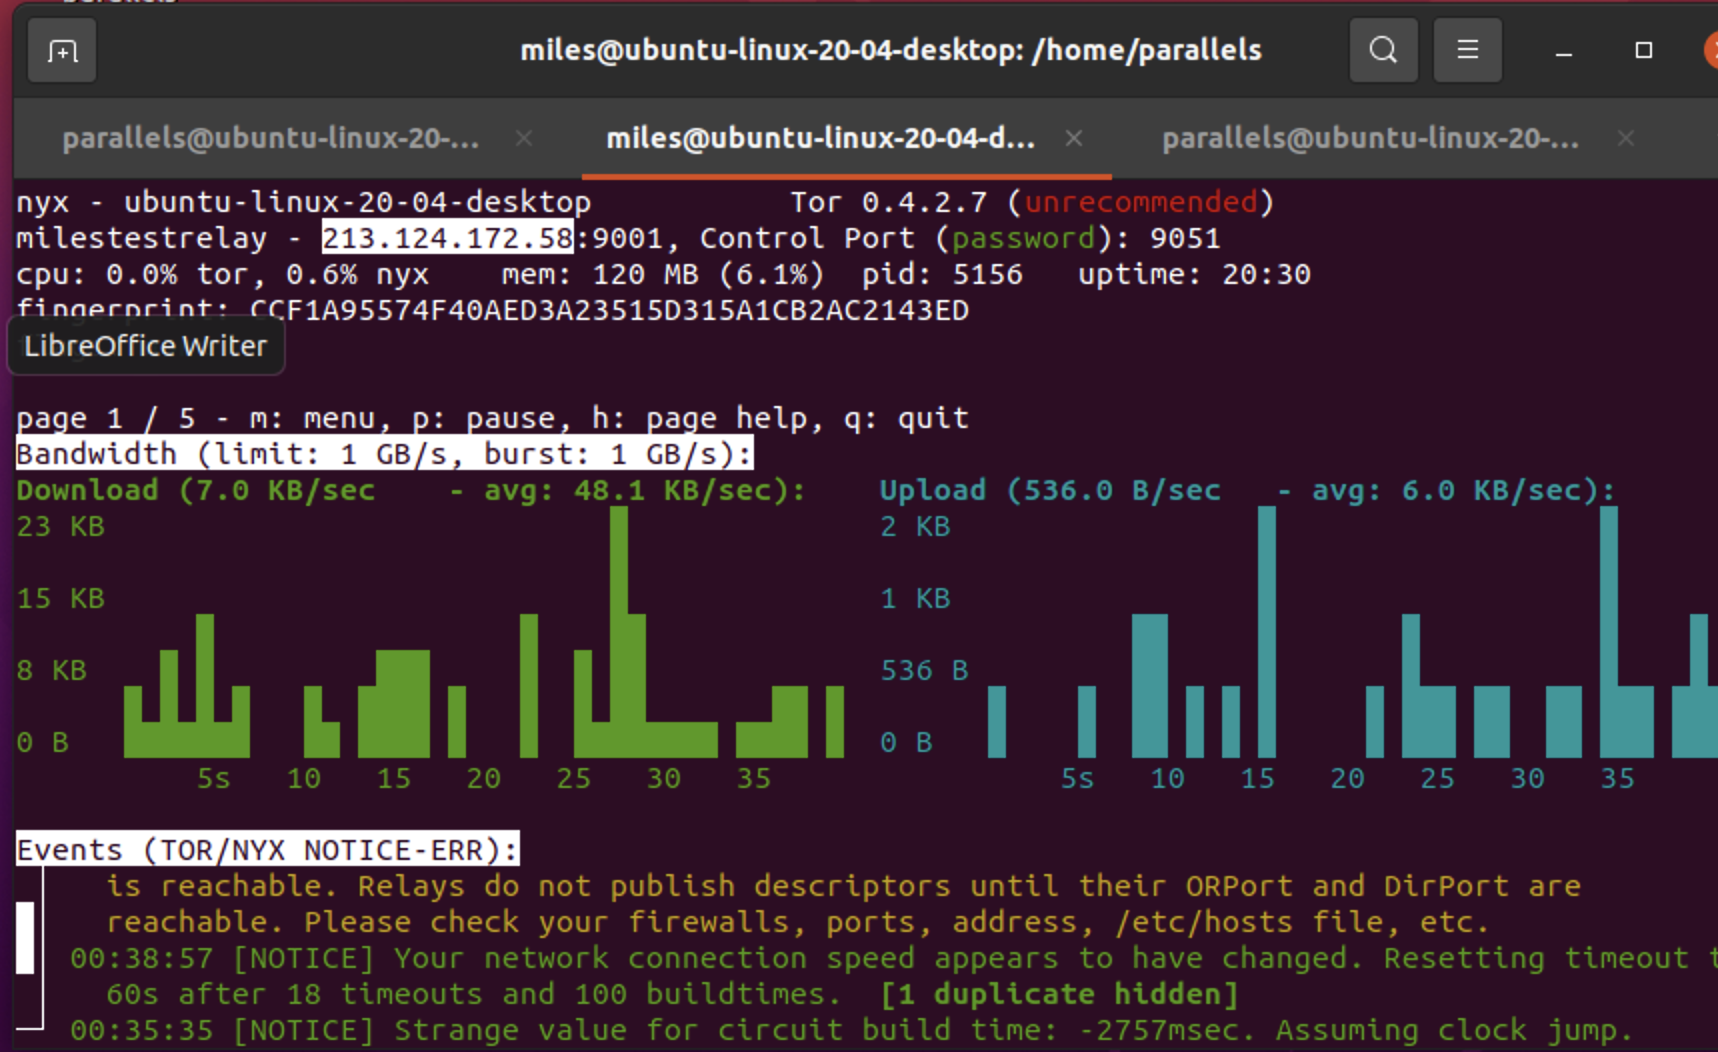 miles@ubuntu-linux-20-04-desktop: /home/parallels
parallels@ubuntu-linux-20-...
miles@ubuntu-linux-20-04-d...
parallels@ubuntu-linux-20-...
nyx - ubuntu-linux-20-04-desktop Tor 0.4.2.7 (unrecommended)
milestestrelay - 213.124.172.58:9001, Control Port (password): 9051
cpu: 0.0% tor, 0.6% nyx mem: 120 MB (6.1%) pid: 5156 uptime: 20:30
fingerprint: CCF1A95574F40AED3A23515D315A1CB2AC2143ED
LibreOffice Writer
page 1 / 5 - m: menu, p: pause, h: page help, q: quit
Bandwidth (limit: 1 GB/s, burst: 1 GB/s):
Download (7.0 KB/sec - avg: 48.1 KB/sec): Upload (536.0 B/sec - avg: 6.0 KB/sec):
23 KB 2 KB
15 KB 1 KB
8 KB 536 B
0 B 0 B
5s 10 15 20 25 30 35 5s 10 15 20 25 30 35
Events (TOR/NYX NOTICE-ERR):
is reachable. Relays do not publish descriptors until their ORPort and DirPort are
reachable. Please check your firewalls, ports, address, /etc/hosts file, etc.
00:38:57 [NOTICE] Your network connection speed appears to have changed. Resetting timeout
60s after 18 timeouts and 100 buildtimes. [1 duplicate hidden]
00:35:35 [NOTICE] Strange value for circuit build time: -2757msec. Assuming clock jump.